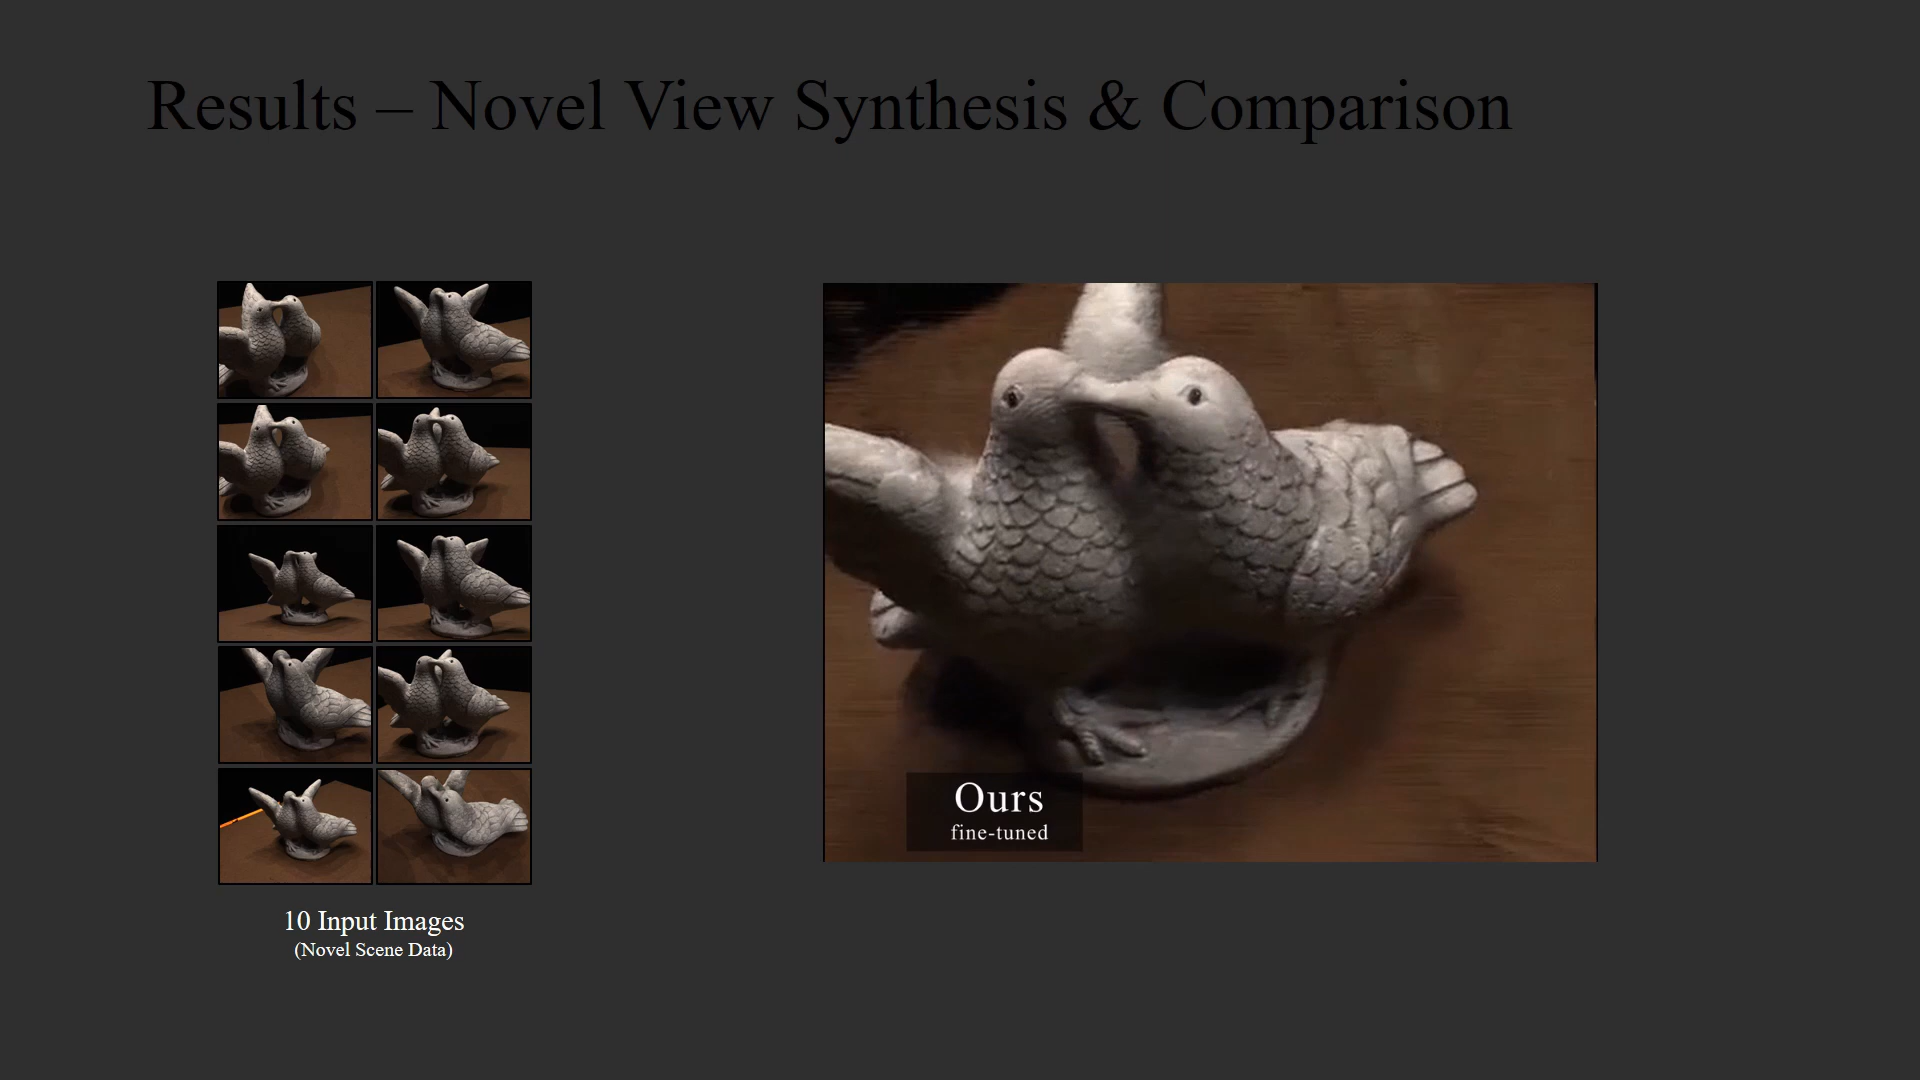 Results – Novel View Synthesis & Comparison
10 Input Images
(Novel Scene Data)
Ours
fine-tuned